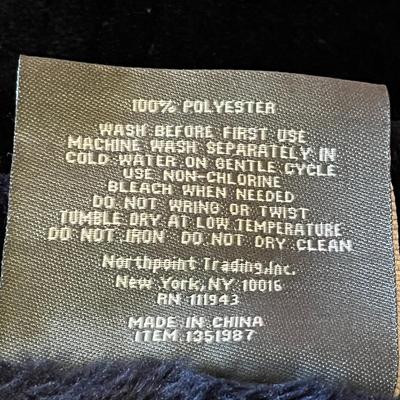 100% POLYESTER
WASH BEFORE FIRST USE
MACHINE WASH SEPARATELY IN
COLD WATER ON GENTLE CYCLE
USE NON-CHLORINE
BLEACH WHEN NEEDED
DO NOT WRING OR TWIST
TUMBLE DRY AT LOW TEMPERATURE
DO NOT IRON DO NOT DRY CLEAN
Northpoint Trading,Inc.
New York,NY 10016
RN 111943
MADE IN CHINA
ITEM 1351987